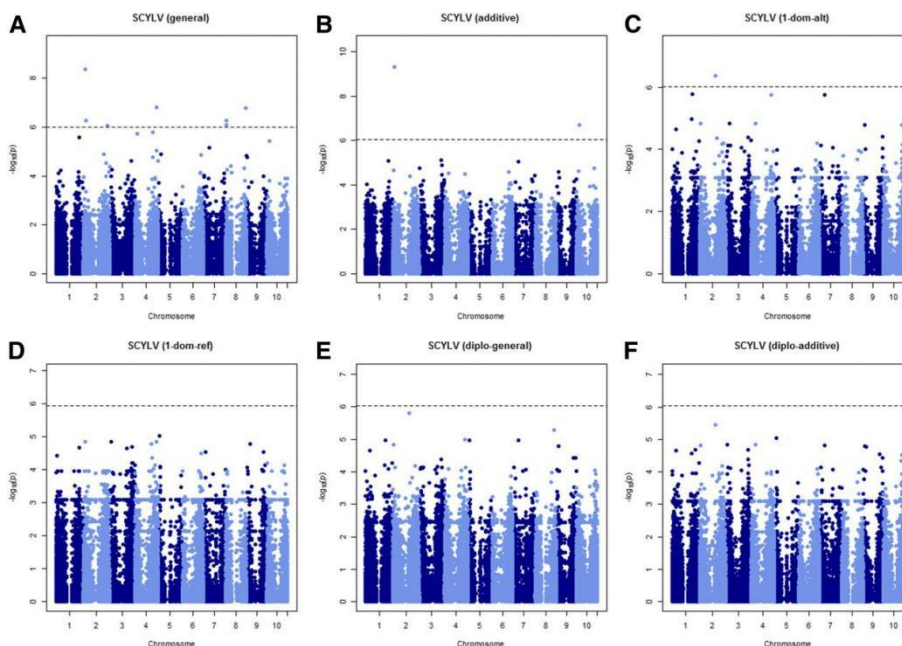 A
SCYLV (general)
-log10(p)
0 2 4 6 8
1 2 3 4 5 6 7 8 9 10
Chromosome
B
SCYLV (additive)
-log10(p)
0 2 4 6 8 10
1 2 3 4 5 6 7 8 9 10
Chromosome
C
SCYLV (1-dom-alt)
-log10(p)
0 2 4 6
1 2 3 4 5 6 7 8 9 10
Chromosome
D
SCYLV (1-dom-ref)
-log10(p)
0 1 2 3 4 5 6 7
1 2 3 4 5 6 7 8 9 10
Chromosome
E
SCYLV (diplo-general)
-log10(p)
0 1 2 3 4 5 6 7
1 2 3 4 5 6 7 8 9 10
Chromosome
F
SCYLV (diplo-additive)
-log10(p)
0 1 2 3 4 5 6 7
1 2 3 4 5 6 7 8 9 10
Chromosome